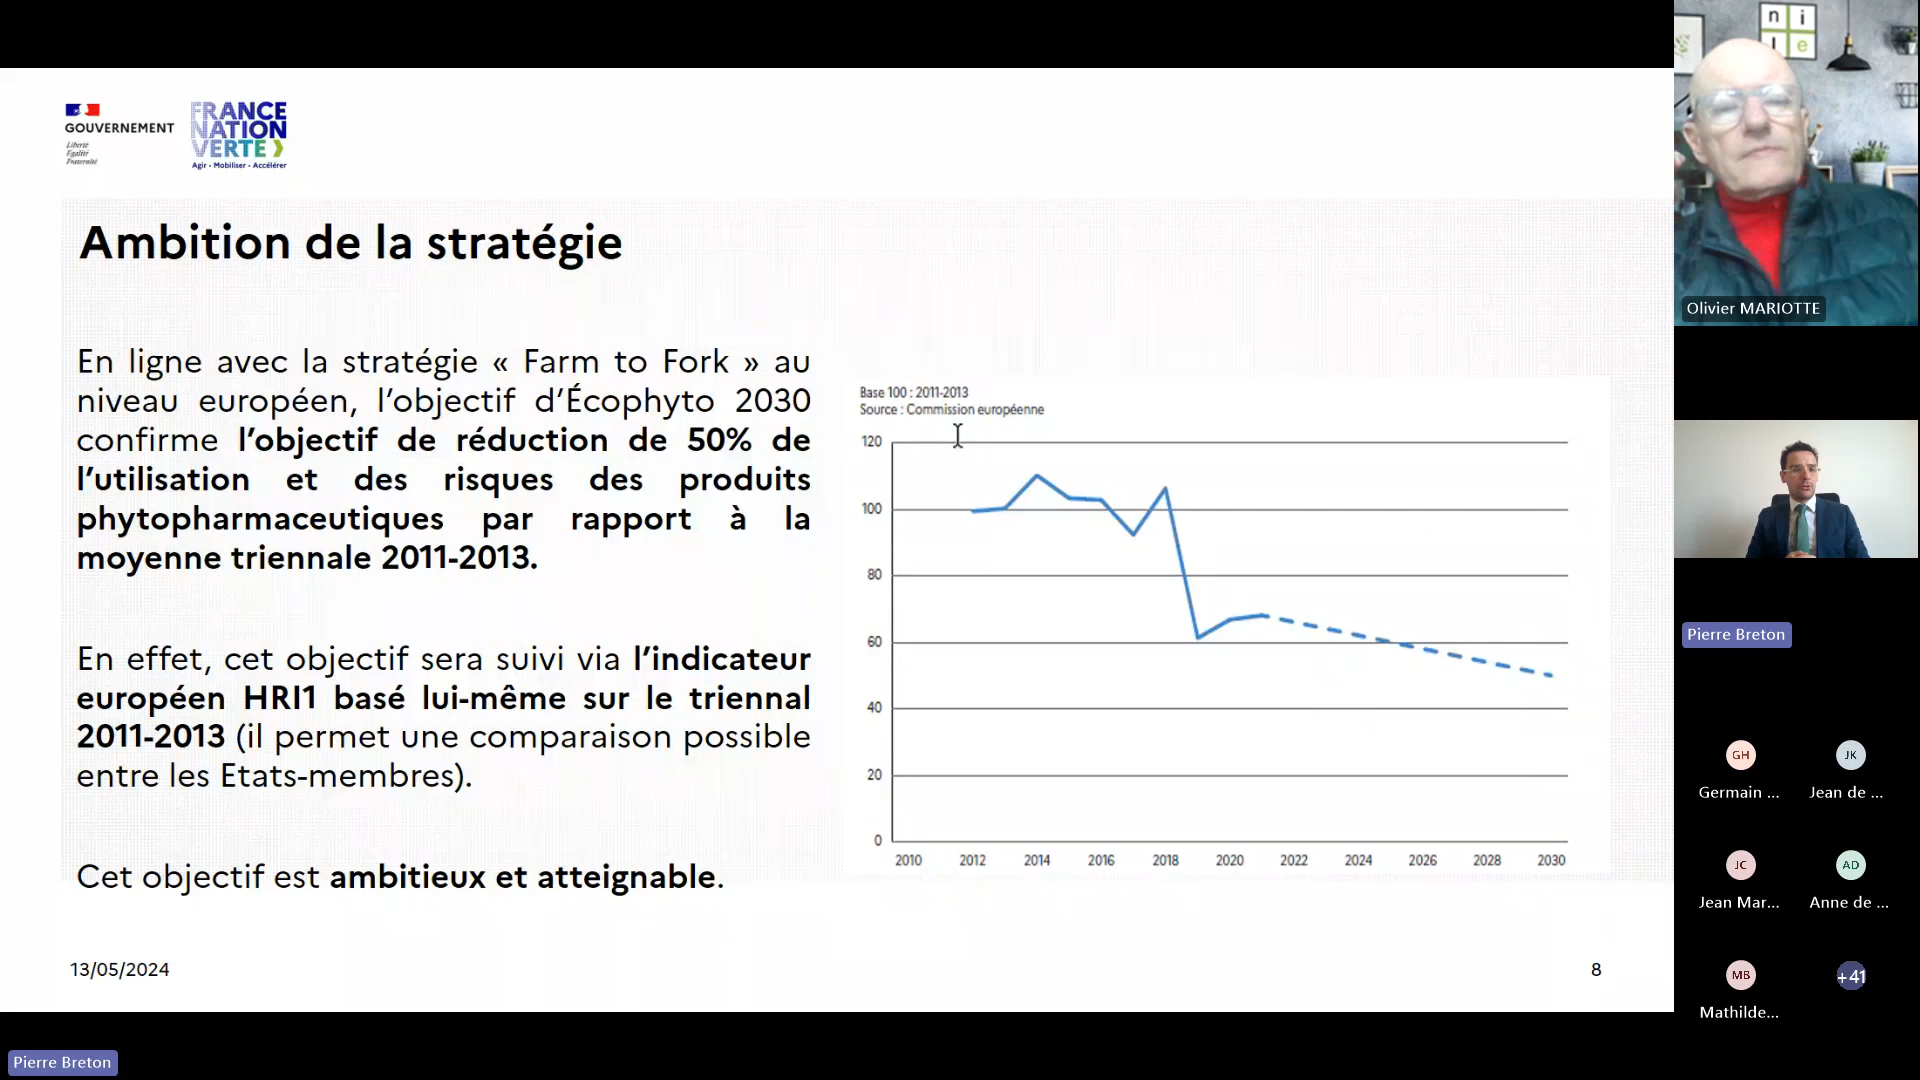 GOUVERNEMENT
Liberté
Égalité
Fraternité
FRANCE
NATION
VERTE
Agir • Mobiliser • Accélérer
Ambition de la stratégie
En ligne avec la stratégie « Farm to Fork » au
niveau européen, l’objectif d’Écophyto 2030
confirme l’objectif de réduction de 50% de
l’utilisation et des risques des produits
phytopharmaceutiques par rapport à la
moyenne triennale 2011-2013.
En effet, cet objectif sera suivi via l’indicateur
européen HRI1 basé lui-même sur le triennal
2011-2013 (il permet une comparaison possible
entre les Etats-membres).
Cet objectif est ambitieux et atteignable.
Base 100 : 2011-2013
Source : Commission européenne
120
100
80
60
40
20
0
2010 2012 2014 2016 2018 2020 2022 2024 2026 2028 2030
13/05/2024
8
Pierre Breton
n i
l e
Olivier MARIOTTE
Pierre Breton
GH JK
Germain ... Jean de ...
JC AD
Jean Mar... Anne de ...
MB +41
Mathilde...